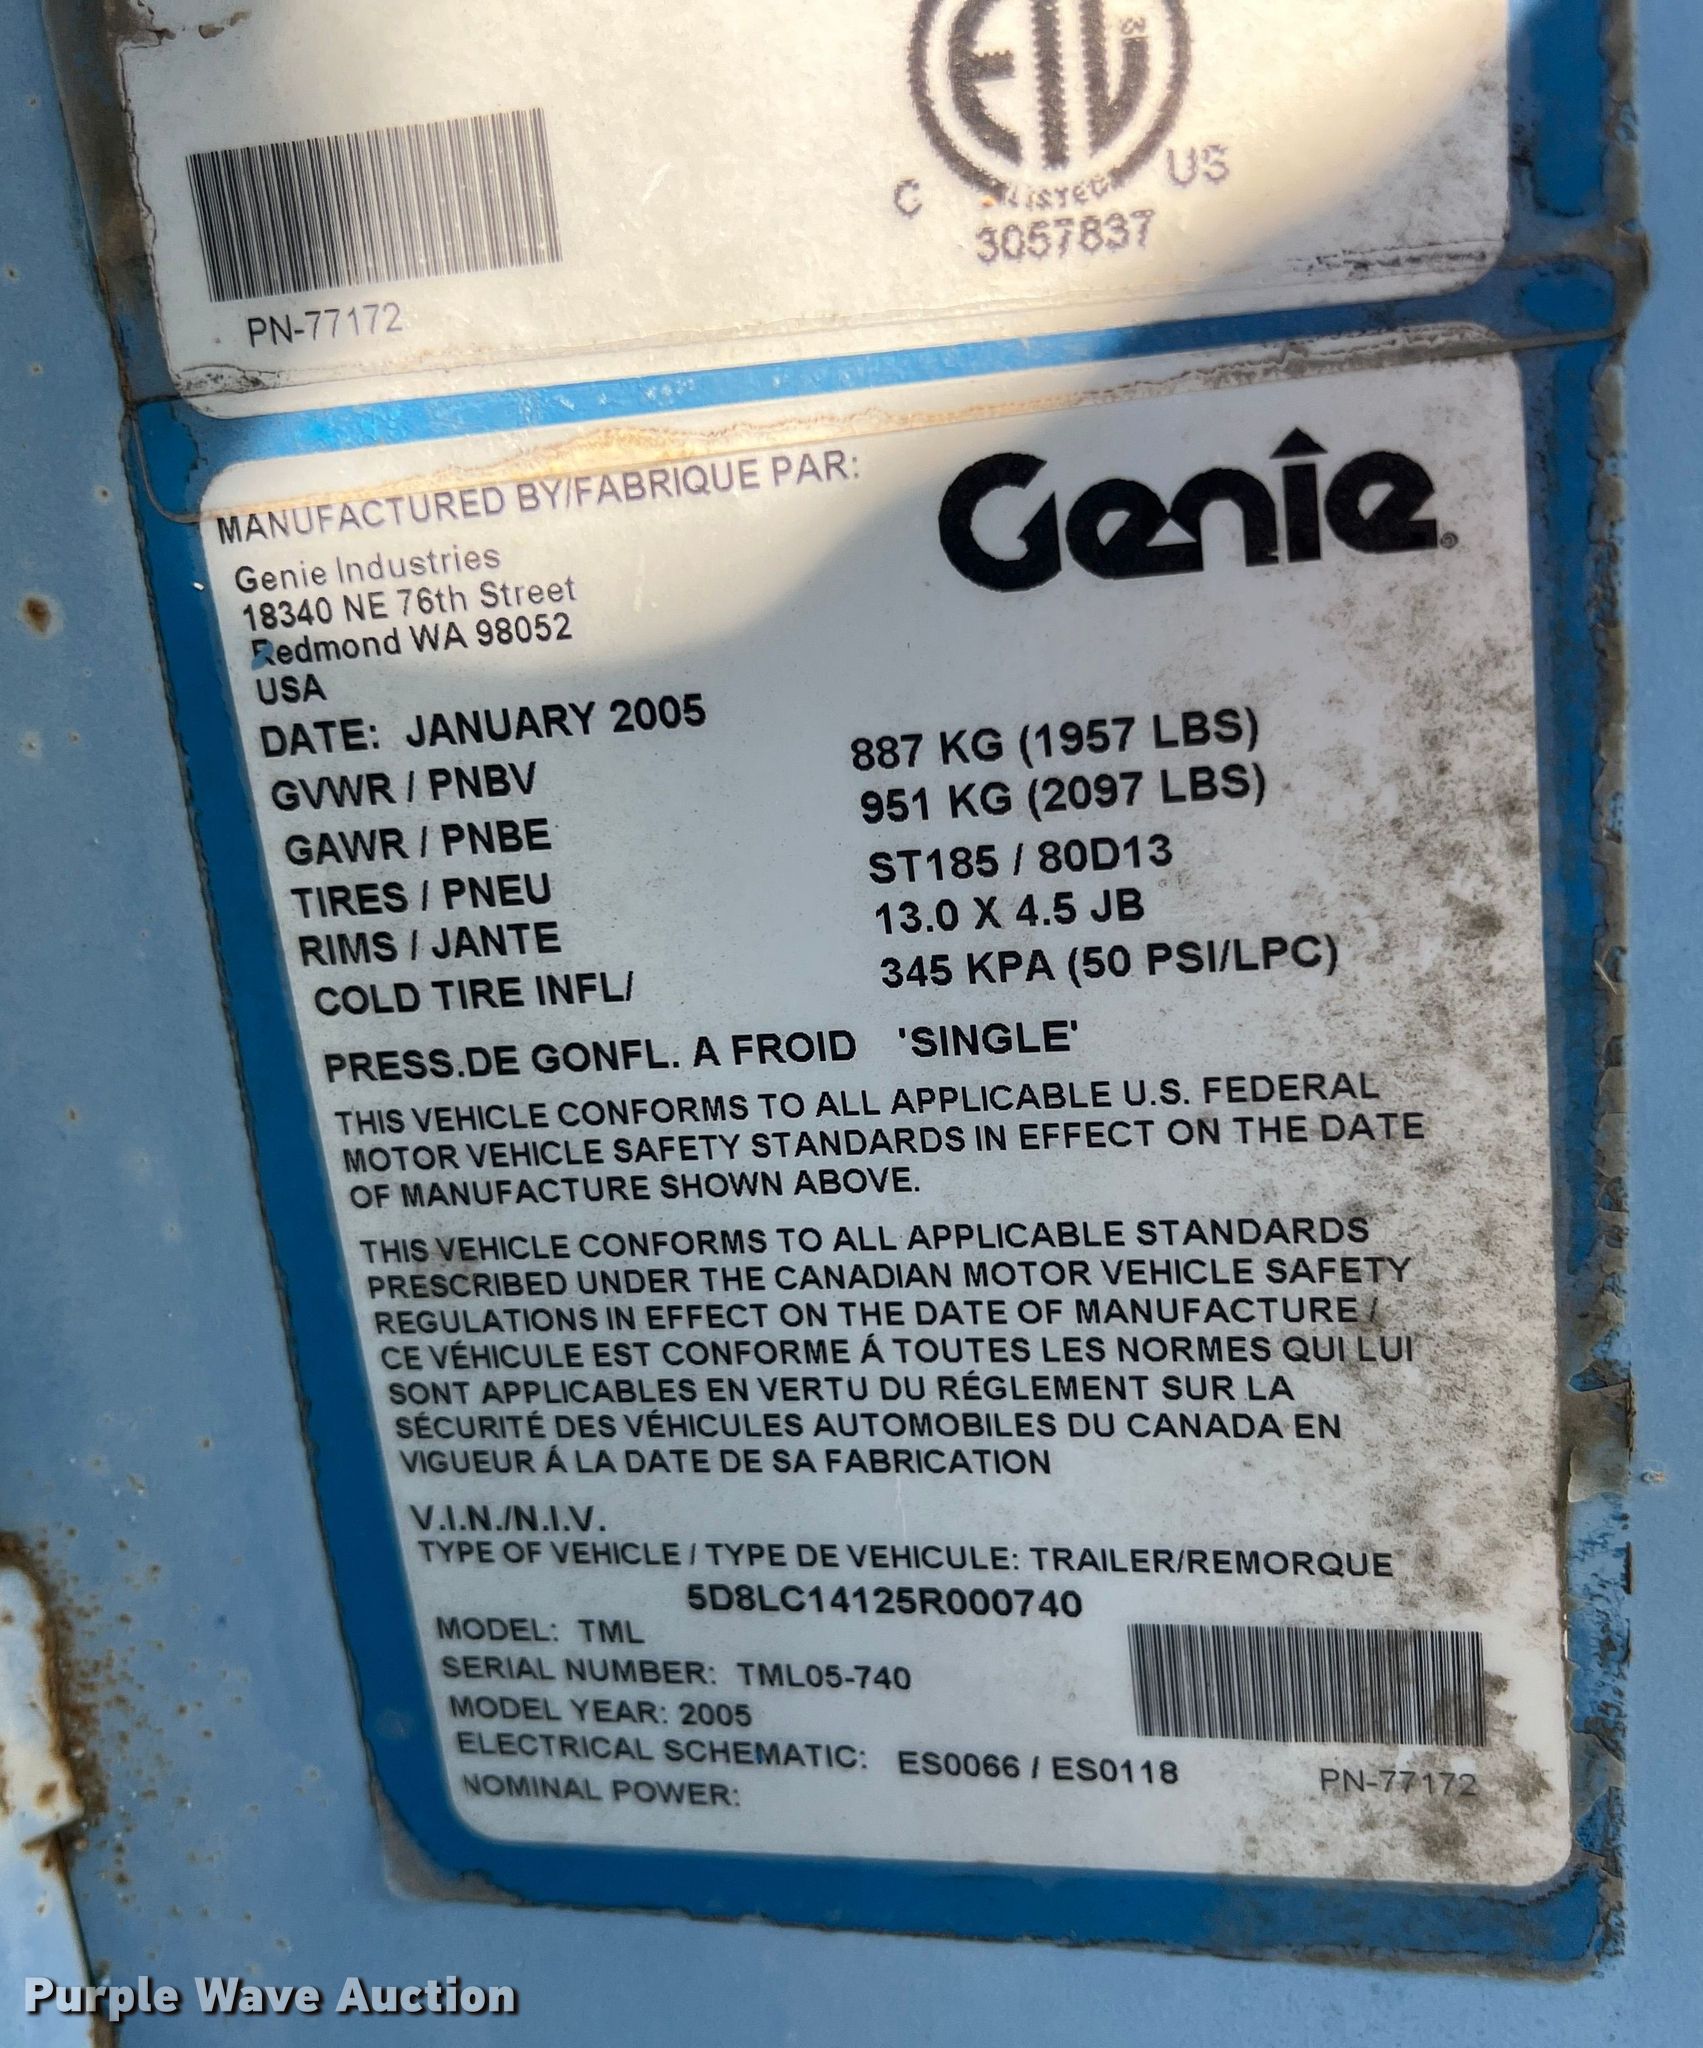 ETL
C LISTED US
3057837
PN-77172
Genie
MANUFACTURED BY/FABRIQUE PAR:
Genie Industries
18340 NE 76th Street
Redmond WA 98052
USA
DATE: JANUARY 2005
GVWR / PNBV 887 KG (1957 LBS)
GAWR / PNBE 951 KG (2097 LBS)
TIRES / PNEU ST185 / 80D13
RIMS / JANTE 13.0 X 4.5 JB
COLD TIRE INFL/ 345 KPA (50 PSI/LPC)
PRESS.DE GONFL. A FROID 'SINGLE'
THIS VEHICLE CONFORMS TO ALL APPLICABLE U.S. FEDERAL
MOTOR VEHICLE SAFETY STANDARDS IN EFFECT ON THE DATE
OF MANUFACTURE SHOWN ABOVE.
THIS VEHICLE CONFORMS TO ALL APPLICABLE STANDARDS
PRESCRIBED UNDER THE CANADIAN MOTOR VEHICLE SAFETY
REGULATIONS IN EFFECT ON THE DATE OF MANUFACTURE /
CE VÉHICULE EST CONFORME Á TOUTES LES NORMES QUI LUI
SONT APPLICABLES EN VERTU DU RÉGLEMENT SUR LA
SÉCURITÉ DES VÉHICULES AUTOMOBILES DU CANADA EN
VIGUEUR Á LA DATE DE SA FABRICATION
V.I.N./N.I.V.
TYPE OF VEHICLE / TYPE DE VEHICULE: TRAILER/REMORQUE
5D8LC14125R000740
MODEL: TML
SERIAL NUMBER: TML05-740
MODEL YEAR: 2005
ELECTRICAL SCHEMATIC: ES0066 / ES0118
NOMINAL POWER:
PN-77172
Purple Wave Auction